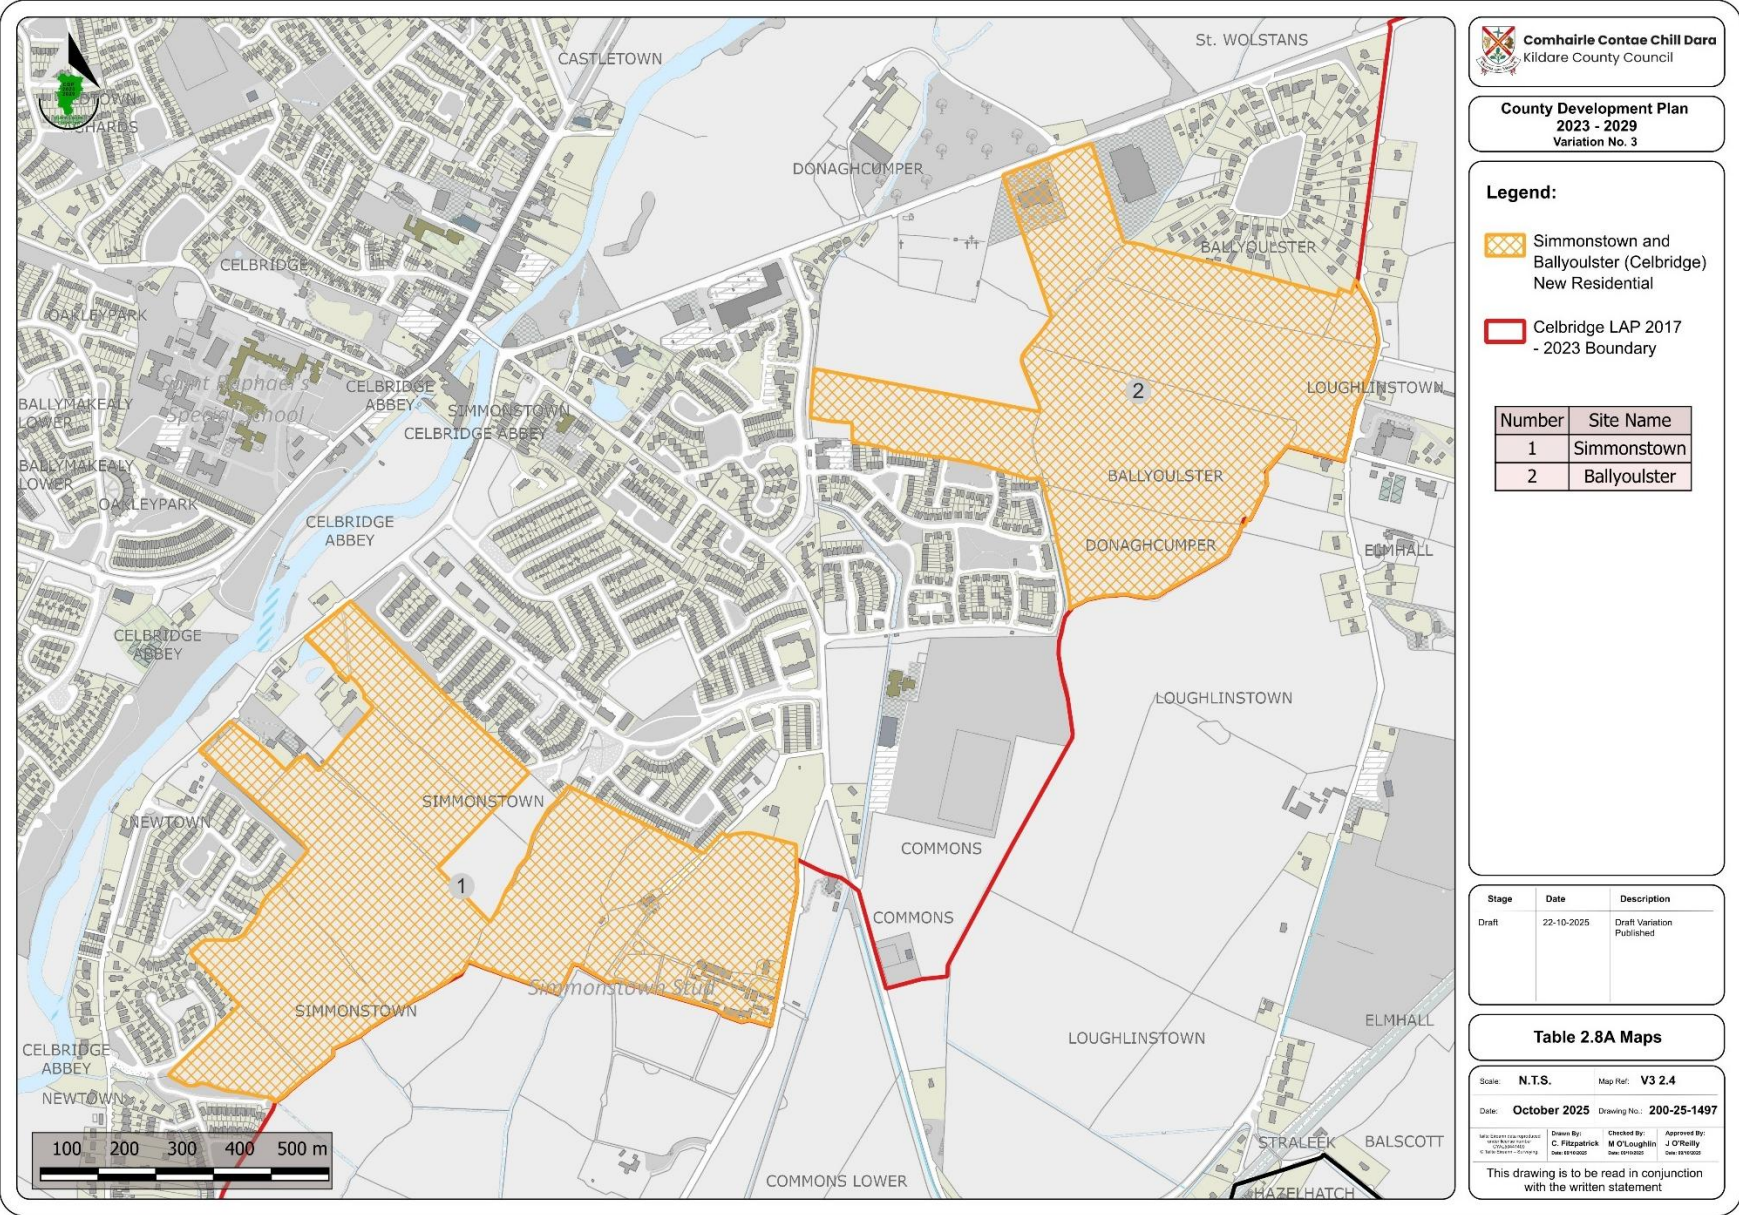 CASTLETOWN
St. WOLSTANS
DONAGHCUMPER
BALLYOULSTER
CELBRIDGE
OAKLEYPARK
Saint Raphael's
Special School
CELBRIDGE
ABBEY
SIMMONSTOWN
CELBRIDGE ABBEY
BALLYMAKEALY
LOWER
BALLYMAKEALY
LOWER
OAKLEYPARK
CELBRIDGE
ABBEY
LOUGHLINSTOWN
2
BALLYOULSTER
DONAGHCUMPER
ELMHALL
CELBRIDGE
ABBEY
LOUGHLINSTOWN
SIMMONSTOWN
NEWTOWN
COMMONS
1
COMMONS
Simmonstown Stud
SIMMONSTOWN
ELMHALL
LOUGHLINSTOWN
CELBRIDGE
ABBEY
NEWTOWN
STRALEEK
BALSCOTT
COMMONS LOWER
HAZELHATCH
100 200 300 400 500 m
Comhairle Contae Chill Dara
Kildare County Council
County Development Plan
2023 - 2029
Variation No. 3
Legend:
Simmonstown and
Ballyoulster (Celbridge)
New Residential
Celbridge LAP 2017
- 2023 Boundary
Number Site Name
1 Simmonstown
2 Ballyoulster
Stage Date Description
Draft 22-10-2025 Draft Variation
Published
Table 2.8A Maps
Scale: N.T.S. Map Ref: V3 2.4
Date: October 2025 Drawing No.: 200-25-1497
Drawn By: Checked By: Approved By:
C. Fitzpatrick M O'Loughlin J O'Reilly
This drawing is to be read in conjunction
with the written statement